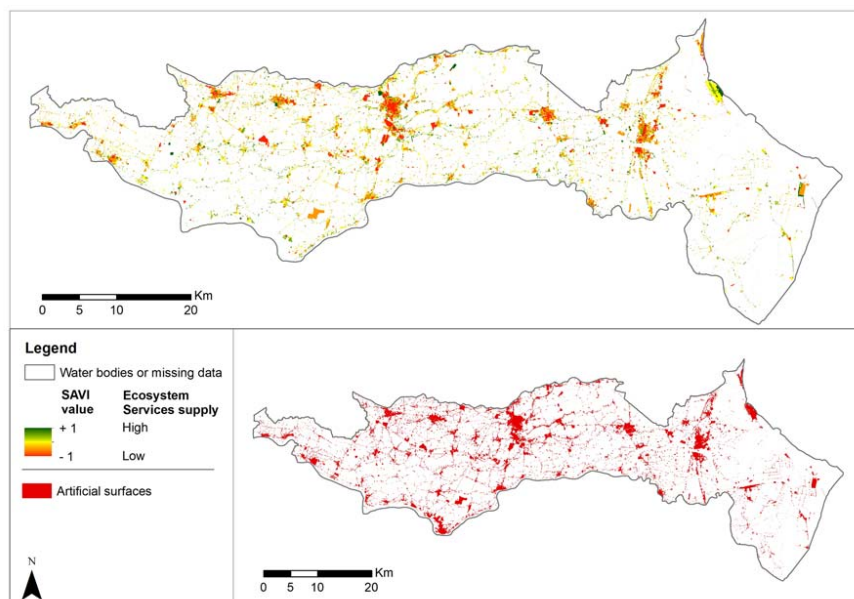 Km
0 5 10 20
Legend
Water bodies or missing data
SAVI value
Ecosystem Services supply
+ 1 High
- 1 Low
Artificial surfaces
N
Km
0 5 10 20